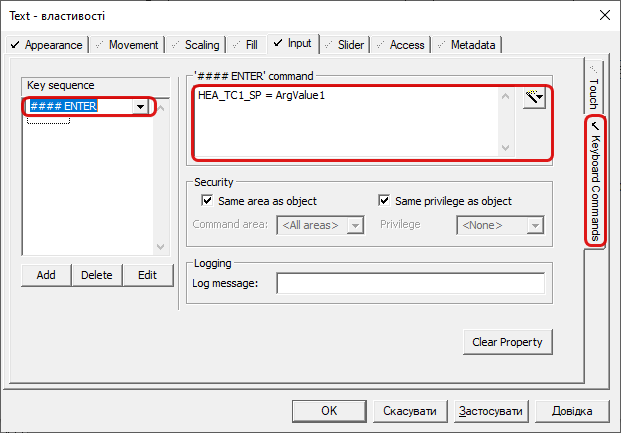 Text - властивості
Appearance Movement Scaling Fill Input Slider Access Metadata
Key sequence
#### ENTER
'#### ENTER' command
HEA_TC1_SP = ArgValue1
Touch
Keyboard Commands
Security
Same area as object Same privilege as object
Command area: <All areas> Privilege <None>
Add Delete Edit
Logging
Log message:
Clear Property
OK Скасувати Застосувати Довідка